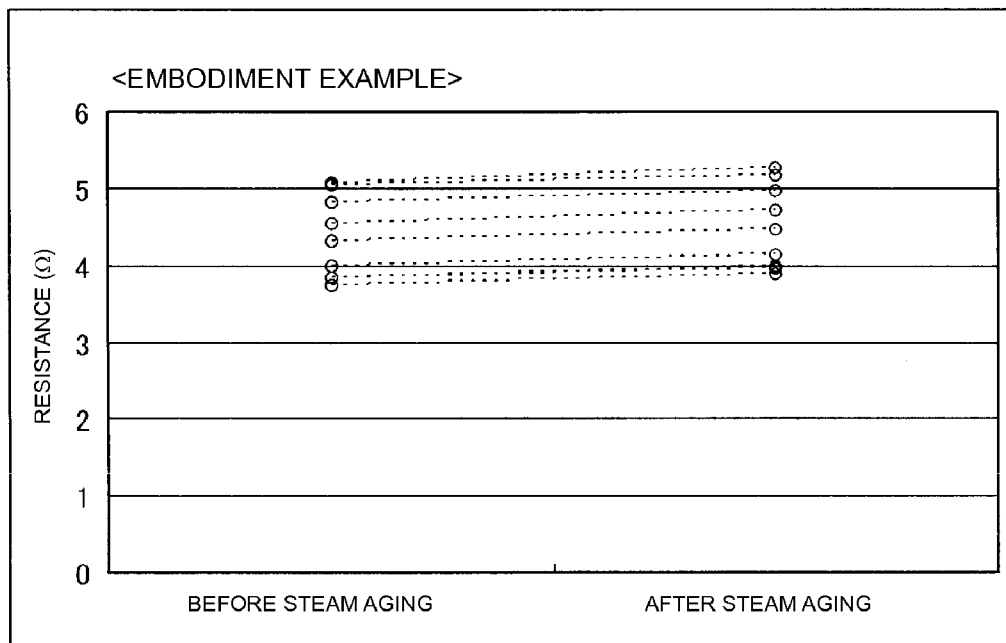 <EMBODIMENT EXAMPLE>
6
5
4
3
2
1
0
RESISTANCE (Ω)
BEFORE STEAM AGING
AFTER STEAM AGING